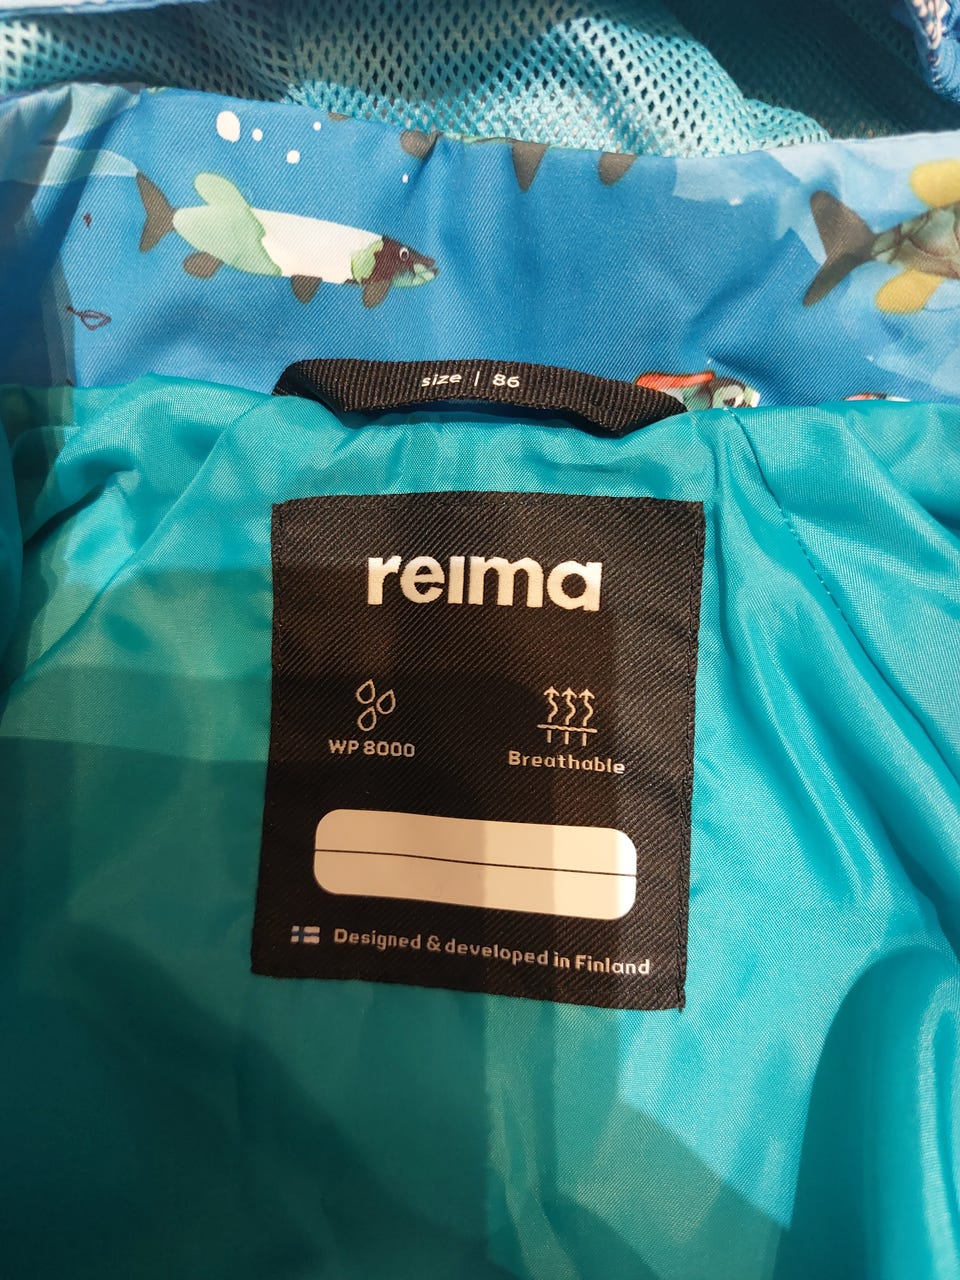 size | 86
reima
WP 8000
Breathable
Designed & developed in Finland